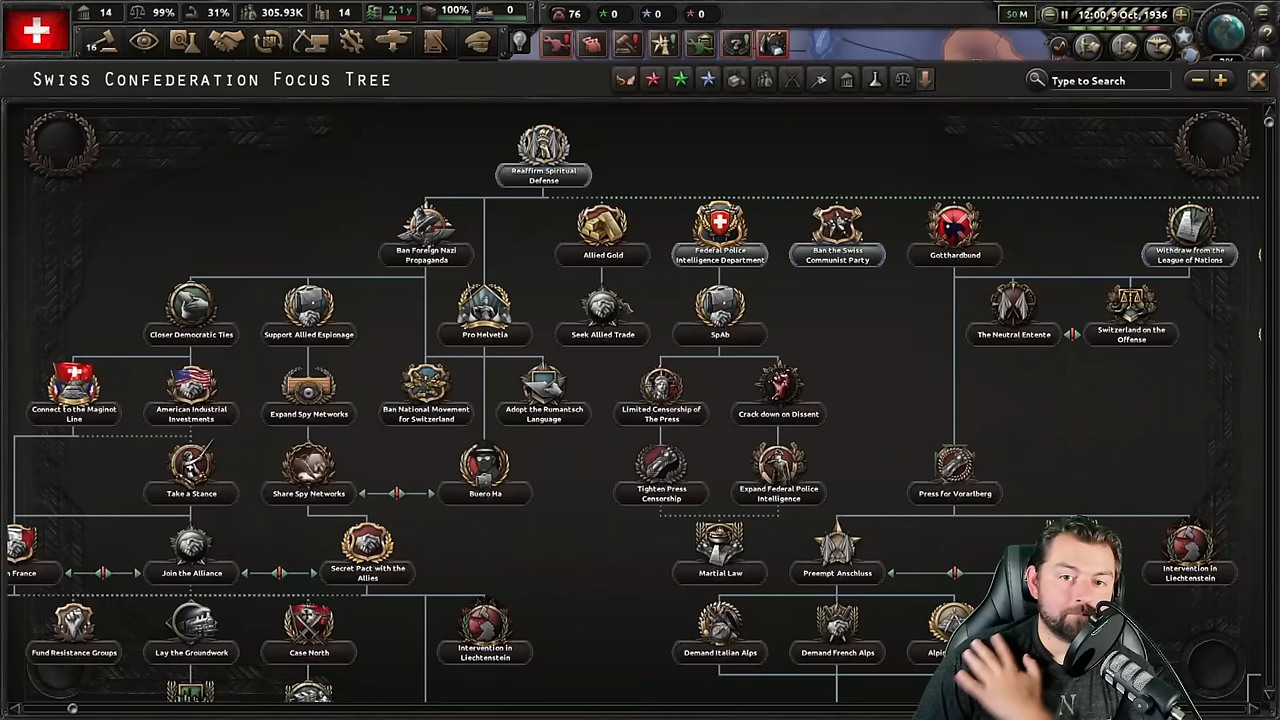 14 99% 31% 305.93K 14 2.1y 100% 0 76 0 0 0 $0 M 12:00, 9 Oct, 1936
16
Swiss Confederation Focus Tree
Type to Search
Reaffirm Spiritual
Defense
Ban Foreign Nazi
Propaganda
Allied Gold
Federal Police
Intelligence Department
Ban the Swiss
Communist Party
Gotthardbund
Withdraw from the
League of Nations
Closer Democratic Ties
Support Allied Espionage
Pro Helvetia
Seek Allied Trade
SpAb
The Neutral Entente
Switzerland on the
Offense
Connect to the Maginot
Line
American Industrial
Investments
Expand Spy Networks
Ban National Movement
for Switzerland
Adopt the Rumantsch
Language
Limited Censorship of
The Press
Crack down on Dissent
Take a Stance
Share Spy Networks
Buero Ha
Tighten Press
Censorship
Expand Federal Police
Intelligence
Press for Vorarlberg
France
Join the Alliance
Secret Pact with the
Allies
Martial Law
Preempt Anschluss
Intervention in
Liechtenstein
Fund Resistance Groups
Lay the Groundwork
Case North
Intervention in
Liechtenstein
Demand Italian Alps
Demand French Alps
N